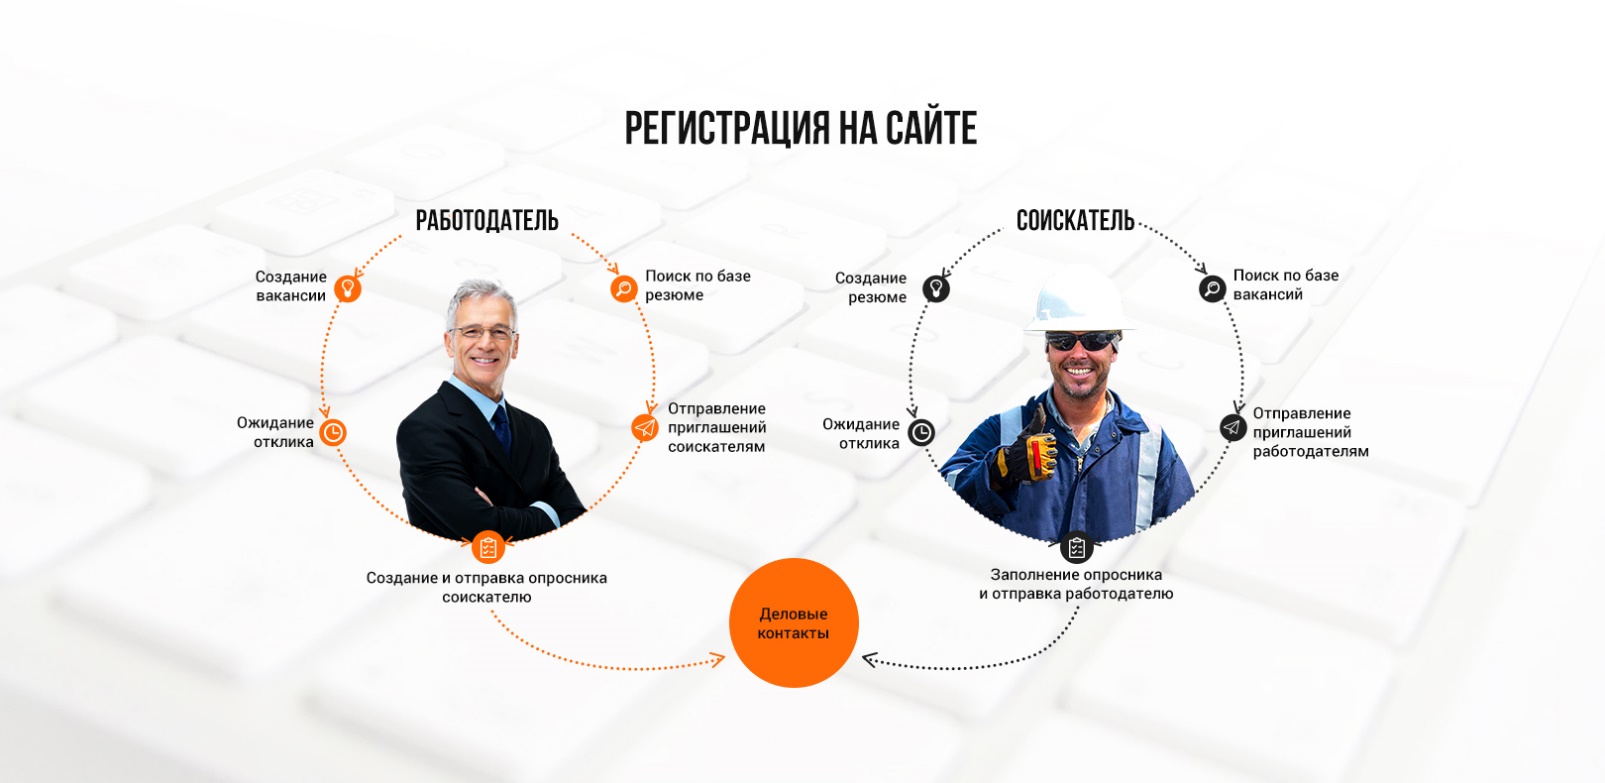 РЕГИСТРАЦИЯ НА САЙТЕ
РАБОТОДАТЕЛЬ
Создание
вакансии
Поиск по базе
резюме
Ожидание
отклика
Отправление
приглашений
соискателям
Создание и отправка опросника
соискателю
СОИСКАТЕЛЬ
Создание
резюме
Поиск по базе
вакансий
Ожидание
отклика
Отправление
приглашений
работодателям
Заполнение опросника
и отправка работодателю
Деловые
контакты